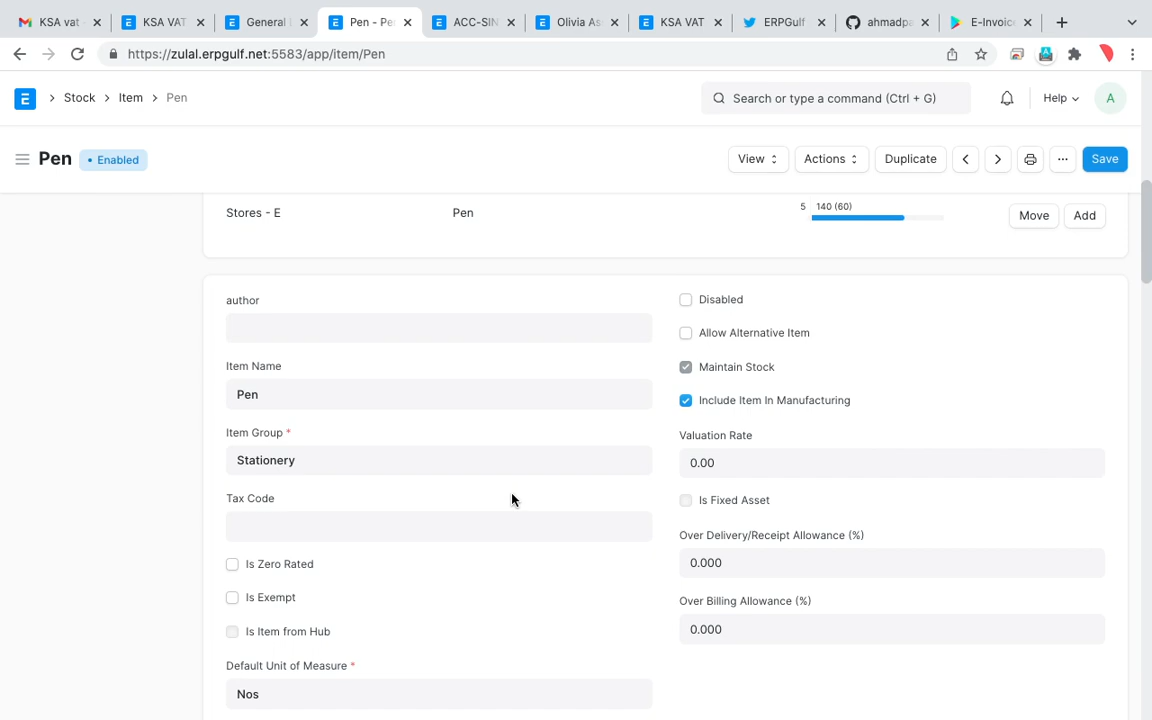 KSA vat
KSA VAT
General
Pen - Pe
ACC-SIN
Olivia As
KSA VAT
ERPGulf
ahmadpa
E-Invoic
https://zulal.erpgulf.net:5583/app/item/Pen
E > Stock > Item > Pen
Search or type a command (Ctrl + G)
Help
A
Pen • Enabled
View
Actions
Duplicate
...
Save
Stores - E
Pen
5 140 (60)
Move
Add
author
Item Name
Pen
Item Group *
Stationery
Tax Code
Is Zero Rated
Is Exempt
Is Item from Hub
Default Unit of Measure *
Nos
Disabled
Allow Alternative Item
Maintain Stock
Include Item In Manufacturing
Valuation Rate
0.00
Is Fixed Asset
Over Delivery/Receipt Allowance (%)
0.000
Over Billing Allowance (%)
0.000